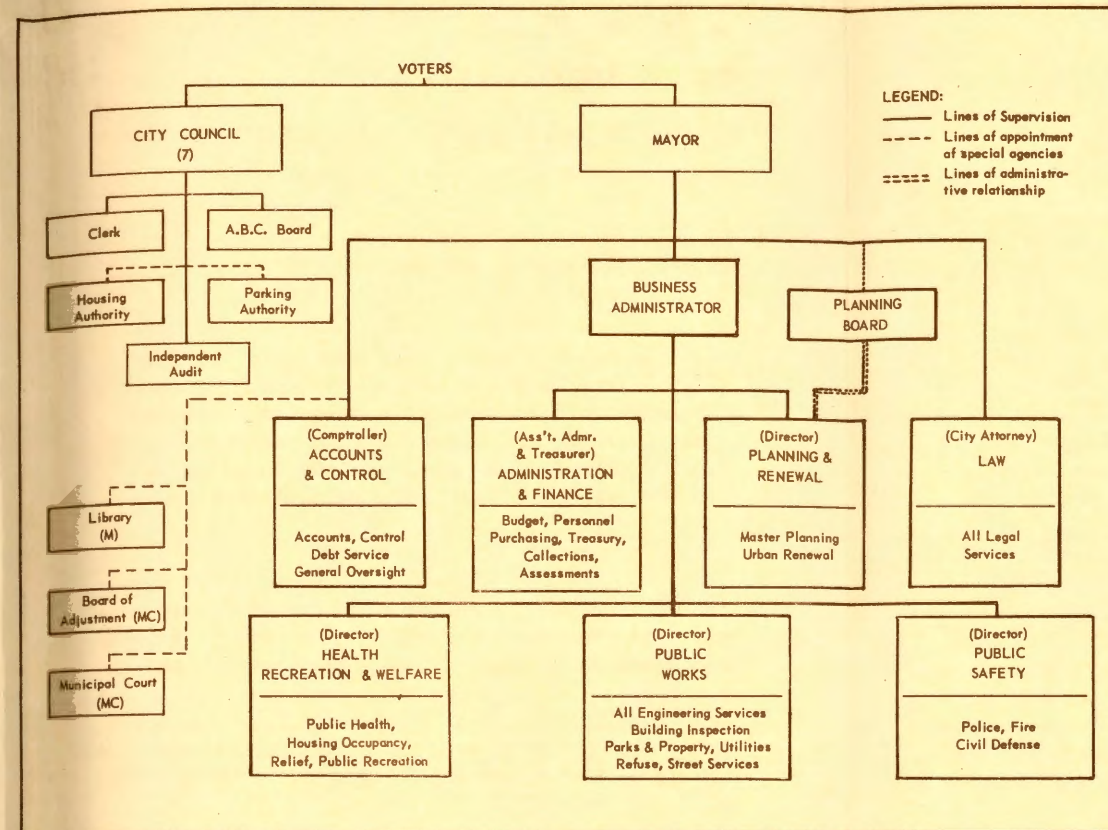 VOTERS
CITY COUNCIL
(7)
MAYOR
LEGEND:
Lines of Supervision
Lines of appointment
of special agencies
Lines of administra-
tive relationship
Clerk
A.B.C. Board
Housing
Authority
Parking
Authority
Independent
Audit
BUSINESS
ADMINISTRATOR
PLANNING
BOARD
(Comptroller)
ACCOUNTS
& CONTROL
Accounts, Control
Debt Service
General Oversight
(Ass't. Admr.
& Treasurer)
ADMINISTRATION
& FINANCE
Budget, Personnel
Purchasing, Treasury,
Collections,
Assessments
(Director)
PLANNING &
RENEWAL
Master Planning
Urban Renewal
(City Attorney)
LAW
All Legal
Services
Library
(M)
Board of
Adjustment (MC)
Municipal Court
(MC)
(Director)
HEALTH
RECREATION & WELFARE
Public Health,
Housing Occupancy,
Relief, Public Recreation
(Director)
PUBLIC
WORKS
All Engineering Services
Building Inspection
Parks & Property, Utilities
Refuse, Street Services
(Director)
PUBLIC
SAFETY
Police, Fire
Civil Defense